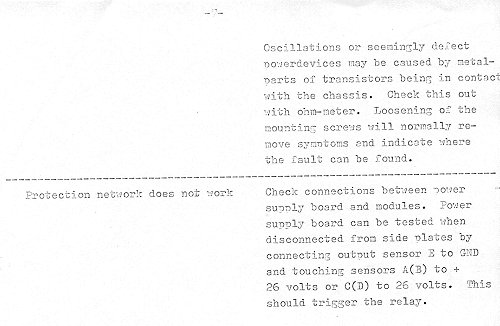 Oscillations or seemingly defect
powerdevices may be caused by metal-
parts of transistors being in contact
with the chassis. Check this out
with ohm-meter. Loosening of the
mounting screws will normally re-
move symptoms and indicate where
the fault can be found.
Protection network does not work
Check connections between power
supply board and modules. Power
supply board can be tested when
disconnected from side plates by
connecting output sensor E to GND
and touching sensors A(B) to +
26 volts or C(D) to 26 volts. This
should trigger the relay.